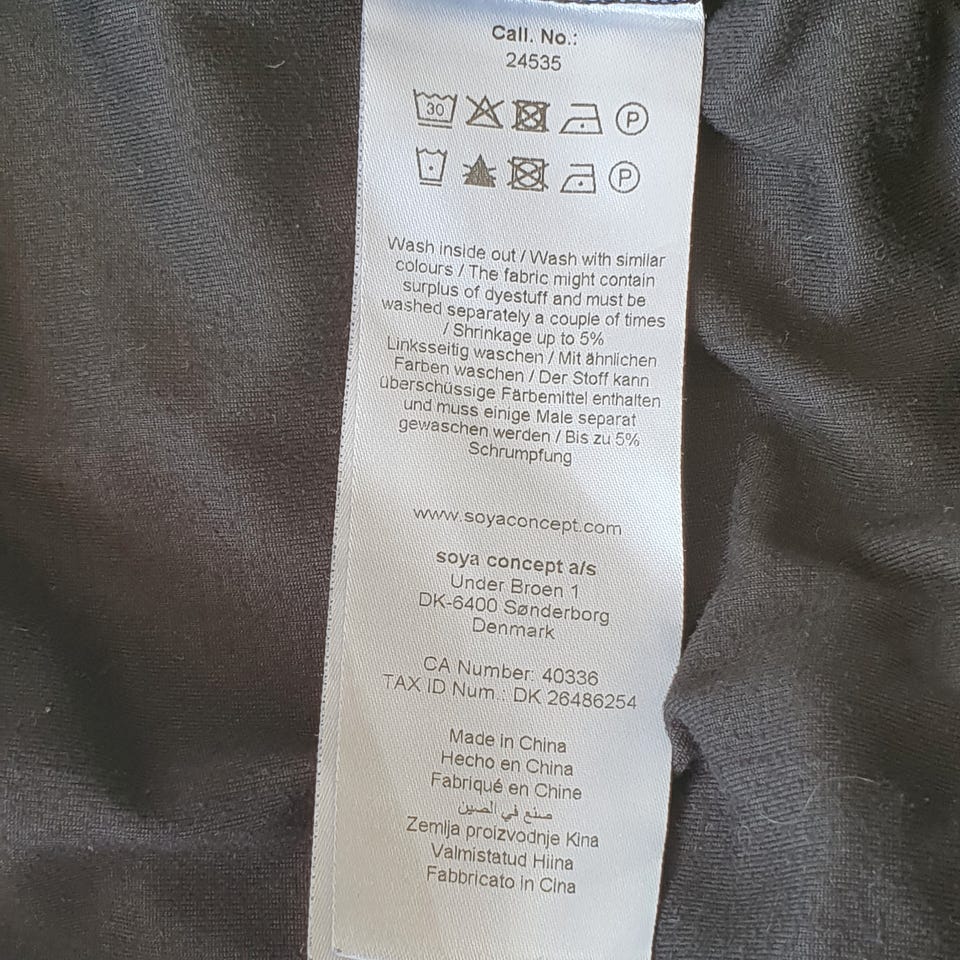 Call. No.:
24535
30 P
P
Wash inside out / Wash with similar
colours / The fabric might contain
surplus of dyestuff and must be
washed separately a couple of times
/ Shrinkage up to 5%
Linksseitig waschen / Mit ähnlichen
Farben waschen / Der Stoff kann
überschüssige Färbemittel enthalten
und muss einige Male separat
gewaschen werden / Bis zu 5%
Schrumpfung
www.soyaconcept.com
soya concept a/s
Under Broen 1
DK-6400 Sønderborg
Denmark
CA Number: 40336
TAX ID Num.: DK 26486254
Made in China
Hecho en China
Fabriqué en Chine
صنع في الصين
Zemlja proizvodnje Kina
Valmistatud Hiina
Fabbricato in Cina